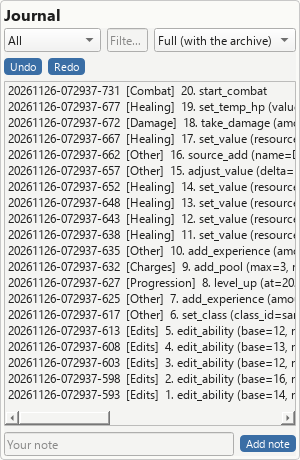 Journal
All Filte... Full (with the archive)
Undo Redo
20261126-072937-731 [Combat] 20. start_combat
20261126-072937-677 [Healing] 19. set_temp_hp (valu
20261126-072937-672 [Damage] 18. take_damage (amo
20261126-072937-667 [Healing] 17. set_value (resource
20261126-072937-662 [Other] 16. source_add (name=D
20261126-072937-657 [Other] 15. adjust_value (delta=
20261126-072937-652 [Healing] 14. set_value (resource
20261126-072937-648 [Healing] 13. set_value (resource
20261126-072937-643 [Healing] 12. set_value (resource
20261126-072937-638 [Healing] 11. set_value (resource
20261126-072937-635 [Other] 10. add_experience (amo
20261126-072937-632 [Charges] 9. add_pool (max=3, r
20261126-072937-627 [Progression] 8. level_up (at=20
20261126-072937-625 [Other] 7. add_experience (amou
20261126-072937-617 [Other] 6. set_class (class_id=sa
20261126-072937-613 [Edits] 5. edit_ability (base=12, r
20261126-072937-608 [Edits] 4. edit_ability (base=13, r
20261126-072937-603 [Edits] 3. edit_ability (base=12, r
20261126-072937-598 [Edits] 2. edit_ability (base=16, r
20261126-072937-593 [Edits] 1. edit_ability (base=14, r
Your note Add note